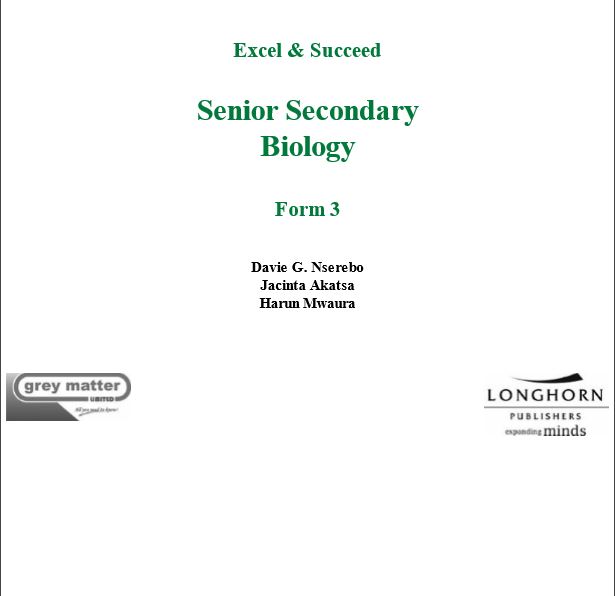 Excel & Succeed
Senior Secondary
Biology
Form 3
Davie G. Nserebo
Jacinta Akatsa
Harun Mwaura
grey matter
LIMITED
All you need to know!
LONGHORN
PUBLISHERS
expanding minds